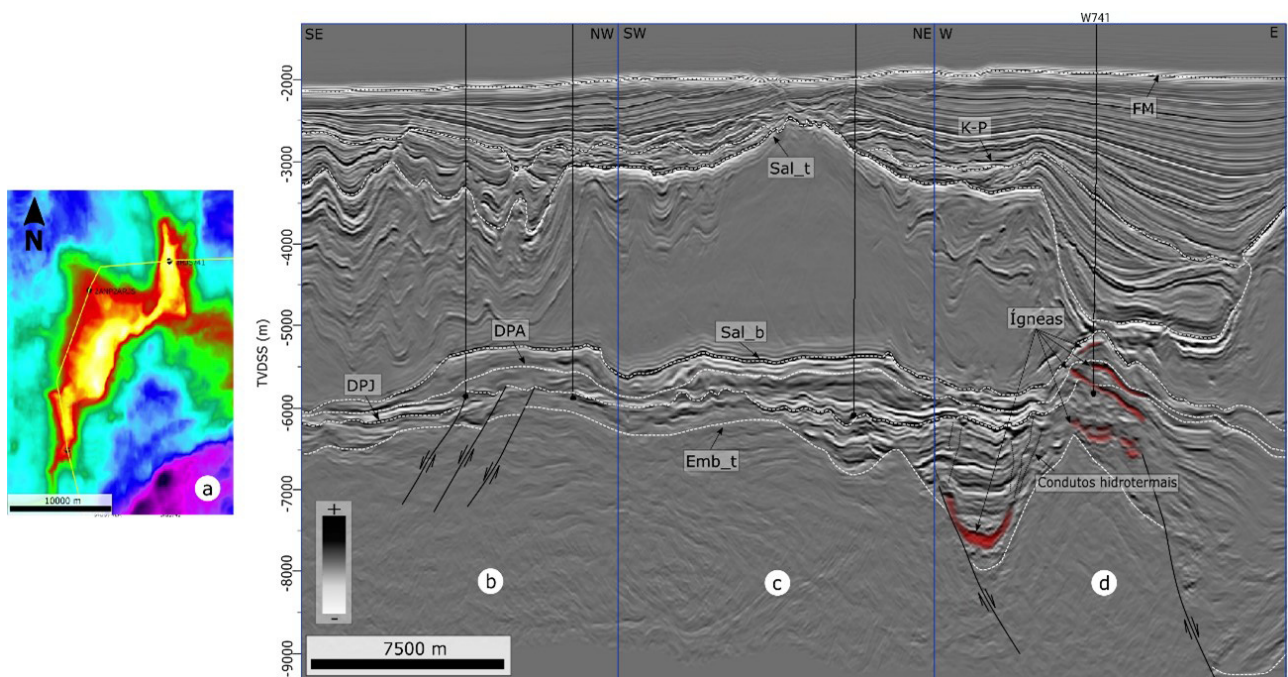 N
10000 m
a
W741
SE
NW
SW
NE
W
E
TVDSS (m)
-2000
-3000
-4000
-5000
-6000
-7000
-8000
-9000
FM
K-P
Sal_t
Ígneas
DPA
Sal_b
DPJ
Emb_t
Condutos hidrotermais
+
-
b
c
d
7500 m